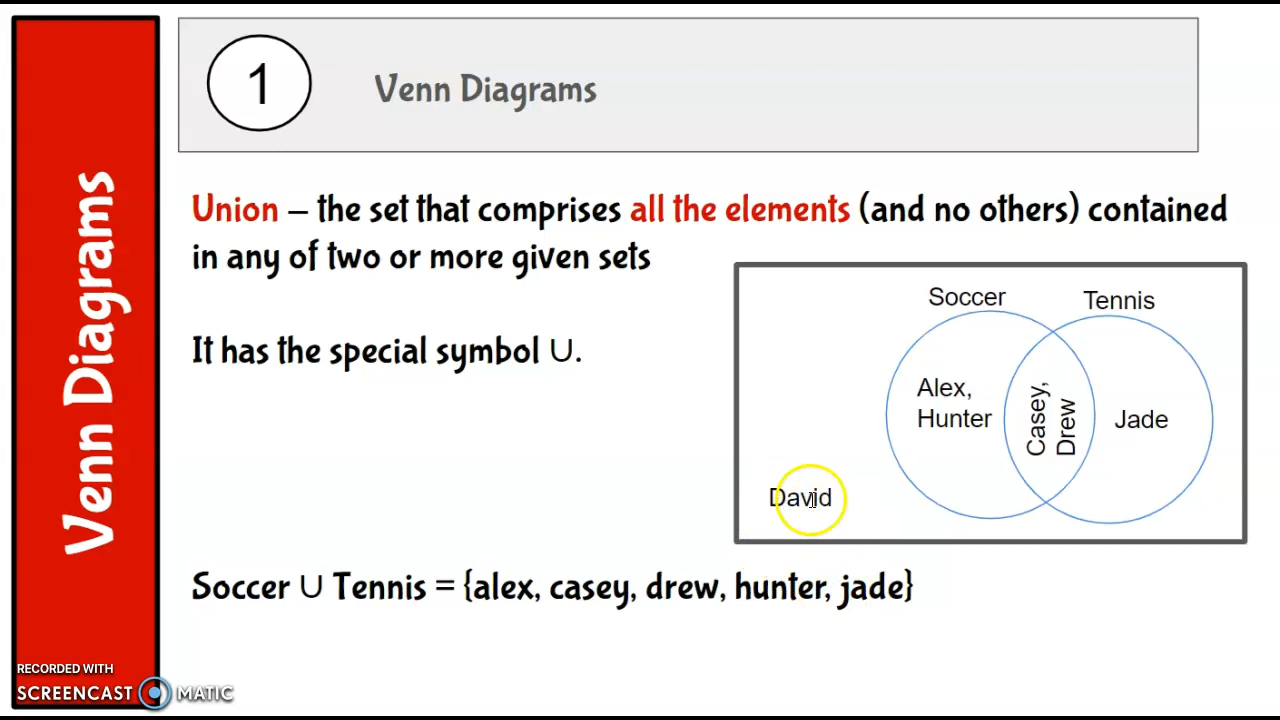 Venn Diagrams
1
Venn Diagrams
Union – the set that comprises all the elements (and no others) contained
in any of two or more given sets
It has the special symbol ∪.
Soccer
Tennis
Alex,
Hunter
Casey,
Drew
Jade
David
Soccer ∪ Tennis = {alex, casey, drew, hunter, jade}
RECORDED WITH
SCREENCAST MATIC